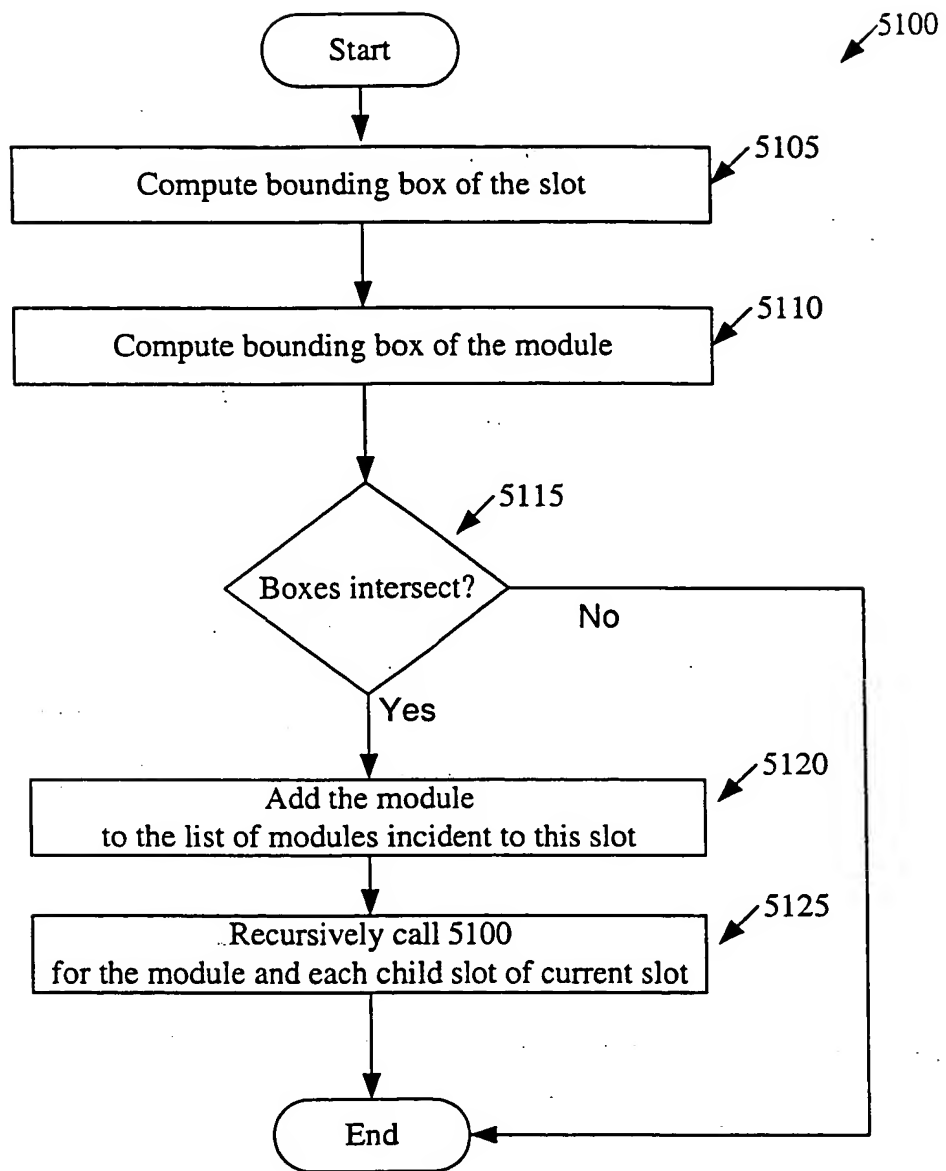 5100
Start
5105
Compute bounding box of the slot
5110
Compute bounding box of the module
5115
Boxes intersect?
No
Yes
5120
Add the module
to the list of modules incident to this slot
5125
Recursively call 5100
for the module and each child slot of current slot
End